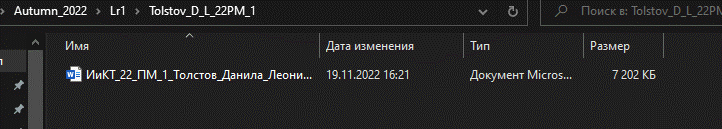 Autumn_2022 > Lr1 > Tolstov_D_L_22PM_1
Поиск в: Tolstov_D_L_22PM_
Имя Дата изменения Тип Размер
ИиКТ_22_ПМ_1_Толстов_Данила_Леони... 19.11.2022 16:21 Документ Micros... 7 202 КБ